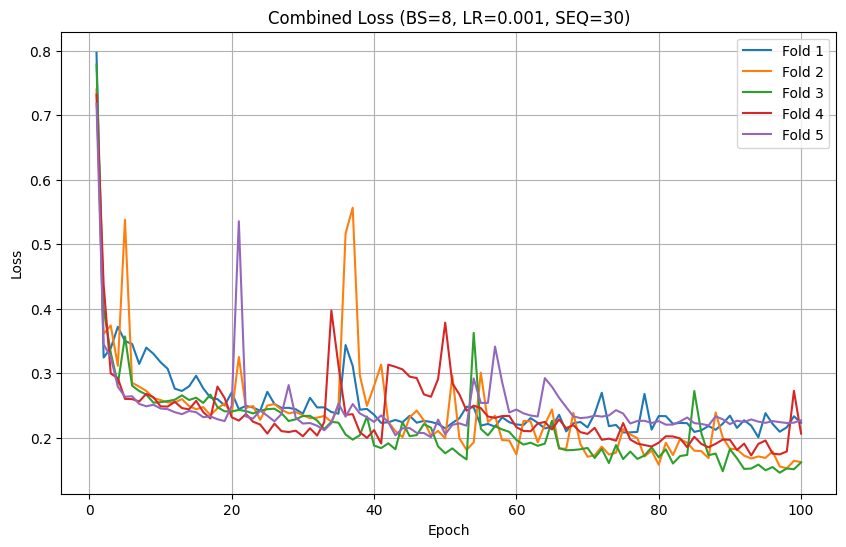 Combined Loss (BS=8, LR=0.001, SEQ=30)
Fold 1
Fold 2
Fold 3
Fold 4
Fold 5
Loss
0.8
0.7
0.6
0.5
0.4
0.3
0.2
0
20
40
60
80
100
Epoch